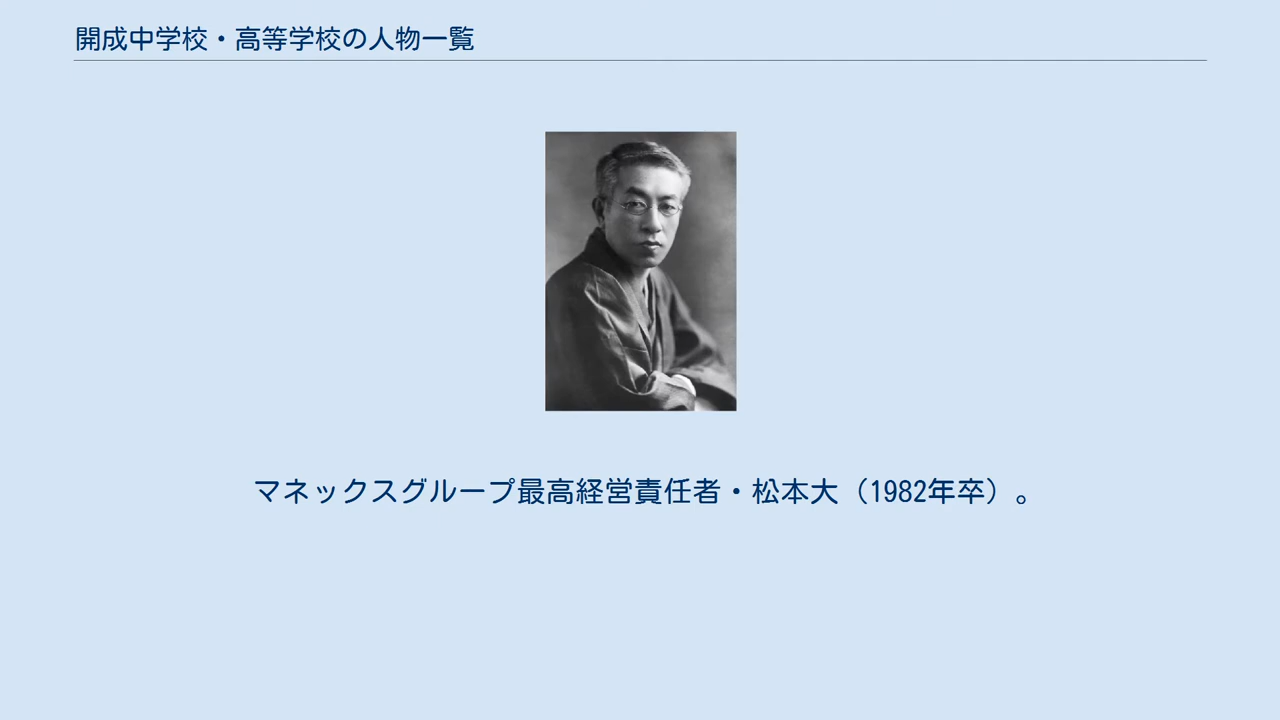 開成中学校・高等学校の人物一覧
マネックスグループ最高経営責任者・松本大（1982年卒）。